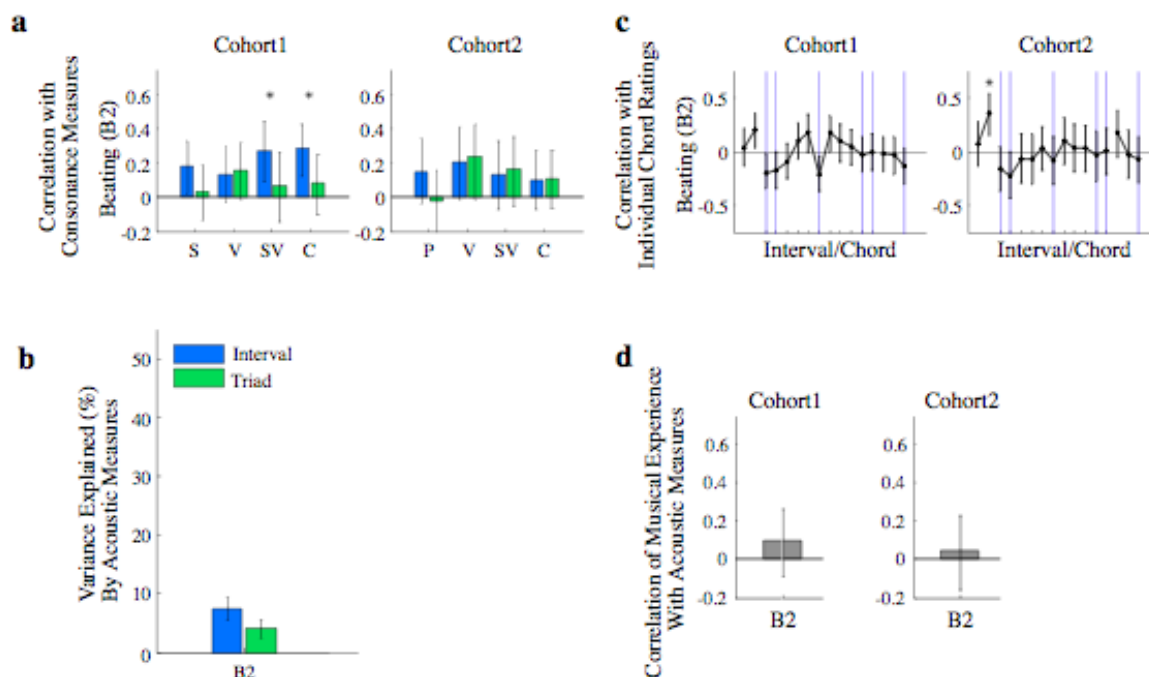 a
Cohort1
Cohort2
Correlation with
Consonance Measures
Beating (B2)
0.6
0.4
0.2
0
-0.2
S V SV C
*
*
0.6
0.4
0.2
0
-0.2
P V SV C
c
Cohort1
Cohort2
Correlation with
Individual Chord Ratings
Beating (B2)
0.5
0
-0.5
Interval/Chord
*
0.5
0
-0.5
Interval/Chord
b
Variance Explained (%)
By Acoustic Measures
50
40
30
20
10
0
Interval
Triad
B2
d
Cohort1
Cohort2
Correlation of Musical Experience
With Acoustic Measures
0.6
0.4
0.2
0
-0.2
B2
0.6
0.4
0.2
0
-0.2
B2